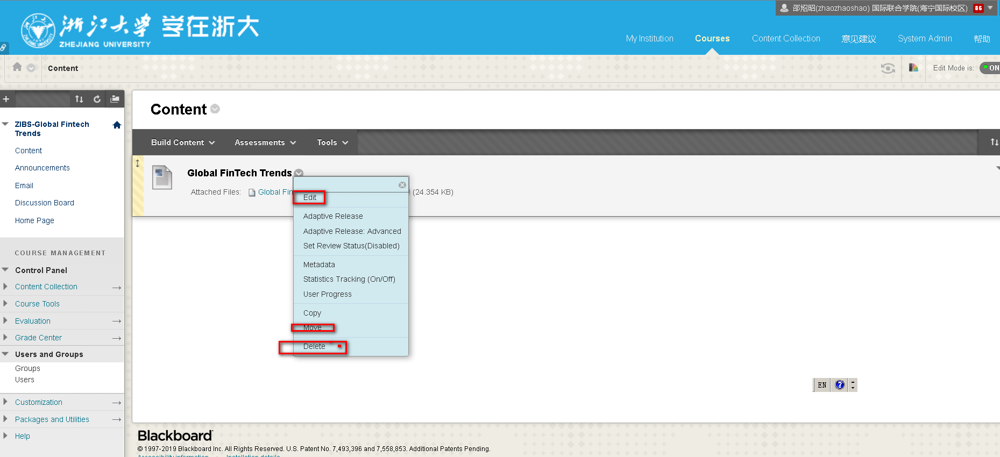 邵炤昭(zhaozhaoshao) 国际联合学院(海宁国际校区) 86
浙江大学 学在浙大
ZHEJIANG UNIVERSITY
My Institution Courses Content Collection 意见建议 System Admin 帮助
Content
Edit Mode is: ON
ZIBS-Global Fintech
Trends
Content
Announcements
Email
Discussion Board
Home Page
COURSE MANAGEMENT
Control Panel
Content Collection
Course Tools
Evaluation
Grade Center
Users and Groups
Groups
Users
Customization
Packages and Utilities
Help
Content
Build Content Assessments Tools
Global FinTech Trends
Attached Files: Global Fin (24.354 KB)
Edit
Adaptive Release
Adaptive Release: Advanced
Set Review Status(Disabled)
Metadata
Statistics Tracking (On/Off)
User Progress
Copy
Move
Delete
EN
Blackboard
© 1997-2019 Blackboard Inc. All Rights Reserved. U.S. Patent No. 7,493,396 and 7,558,853. Additional Patents Pending.
Accessibility information Installation details